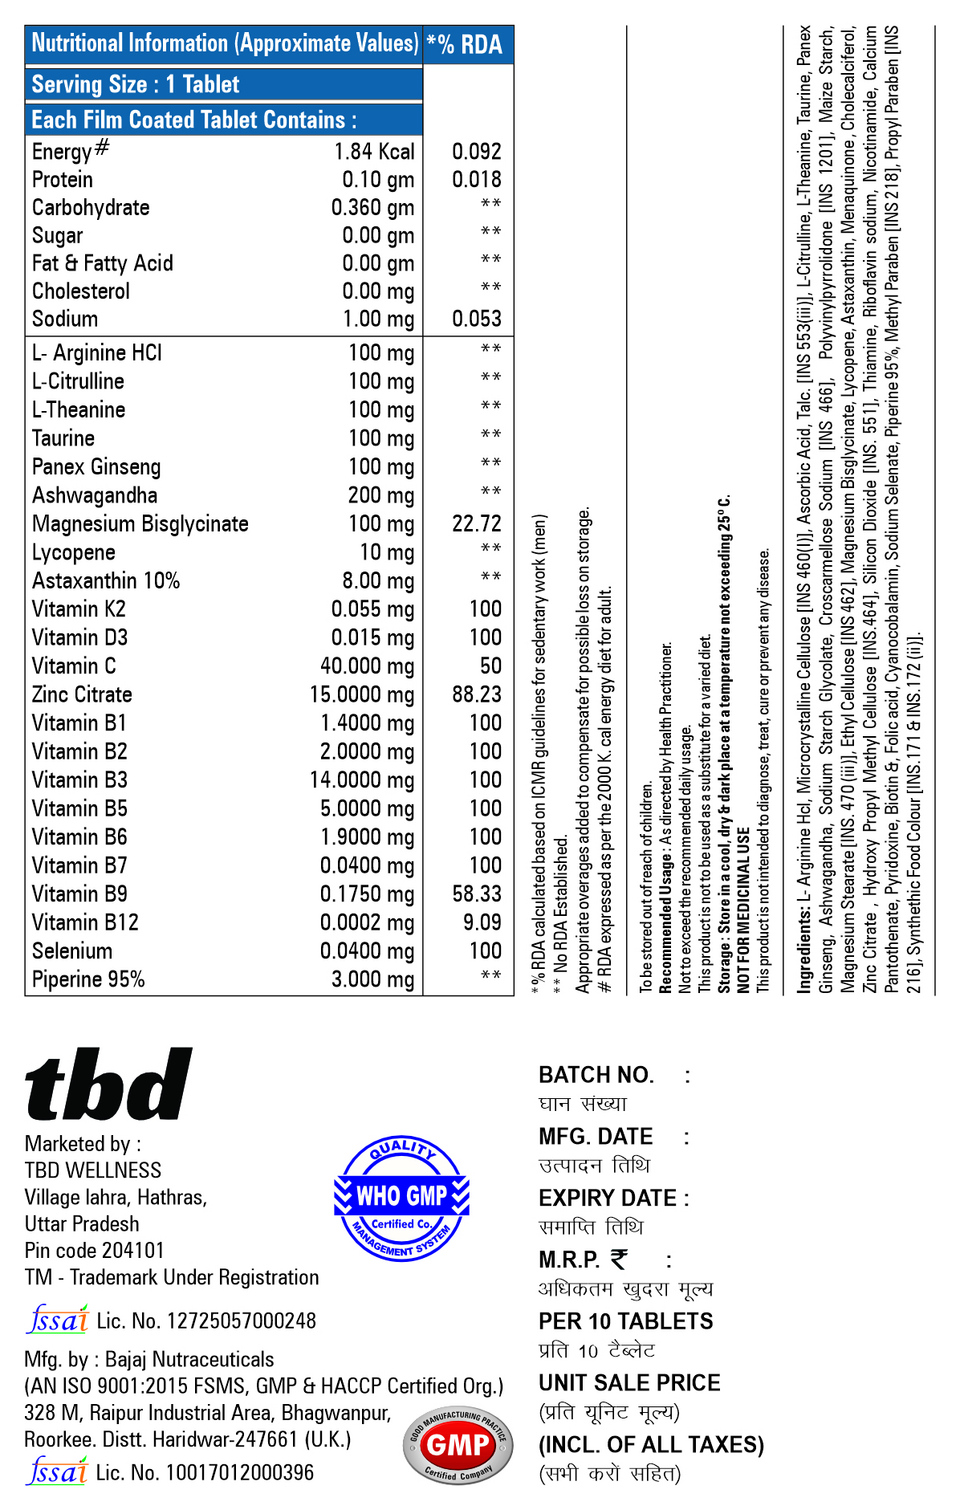 Nutritional Information (Approximate Values) *% RDA
Serving Size : 1 Tablet
Each Film Coated Tablet Contains :
Energy# 1.84 Kcal 0.092
Protein 0.10 gm 0.018
Carbohydrate 0.360 gm **
Sugar 0.00 gm **
Fat & Fatty Acid 0.00 gm **
Cholesterol 0.00 mg **
Sodium 1.00 mg 0.053
L- Arginine HCl 100 mg **
L-Citrulline 100 mg **
L-Theanine 100 mg **
Taurine 100 mg **
Panex Ginseng 100 mg **
Ashwagandha 200 mg **
Magnesium Bisglycinate 100 mg 22.72
Lycopene 10 mg **
Astaxanthin 10% 8.00 mg **
Vitamin K2 0.055 mg 100
Vitamin D3 0.015 mg 100
Vitamin C 40.000 mg 50
Zinc Citrate 15.0000 mg 88.23
Vitamin B1 1.4000 mg 100
Vitamin B2 2.0000 mg 100
Vitamin B3 14.0000 mg 100
Vitamin B5 5.0000 mg 100
Vitamin B6 1.9000 mg 100
Vitamin B7 0.0400 mg 100
Vitamin B9 0.1750 mg 58.33
Vitamin B12 0.0002 mg 9.09
Selenium 0.0400 mg 100
Piperine 95% 3.000 mg **
*% RDA calculated based on ICMR guidelines for sedentary work (men)
** No RDA Established.
Appropriate overages added to compensate for possible loss on storage.
# RDA expressed as per the 2000 K. cal energy diet for adult.
To be stored out of reach of children.
Recommended Usage : As directed by Health Practitioner.
Not to exceed the recommended daily usage.
This product is not to be used as a substitute for a varied diet.
Storage : Store in a cool, dry & dark place at a temperature not exceeding 25º C.
NOT FOR MEDICINAL USE
This product is not intended to diagnose, treat, cure or prevent any disease.
Ingredients: L- Arginine Hcl, Microcrystalline Cellulose [INS 460(I)], Ascorbic Acid, Talc. [INS 553(iii)], L-Citrulline, L-Theanine, Taurine, Panex
Ginseng, Ashwagandha, Sodium Starch Glycolate, Croscarmellose Sodium [INS 466], Polyvinylpyrrolidone [INS 1201], Maize Starch,
Magnesium Stearate [INS. 470 (iii)], Ethyl Cellulose [INS 462], Magnesium Bisglycinate, Lycopene, Astaxanthin, Menaquinone, Cholecalciferol,
Zinc Citrate , Hydroxy Propyl Methyl Cellulose [INS.464], Silicon Dioxide [INS. 551], Thiamine, Riboflavin sodium, Nicotinamide, Calcium
Pantothenate, Pyridoxine, Biotin &, Folic acid, Cyanocobalamin, Sodium Selenate, Piperine 95%, Methyl Paraben [INS 218], Propyl Paraben [INS
216], Synthethic Food Colour [INS.171 & INS.172 (ii)].
tbd
Marketed by :
TBD WELLNESS
Village lahra, Hathras,
Uttar Pradesh
Pin code 204101
TM - Trademark Under Registration
fssai Lic. No. 12725057000248
Mfg. by : Bajaj Nutraceuticals
(AN ISO 9001:2015 FSMS, GMP & HACCP Certified Org.)
328 M, Raipur Industrial Area, Bhagwanpur,
Roorkee. Distt. Haridwar-247661 (U.K.)
fssai Lic. No. 10017012000396
QUALITY
WHO GMP
Certified Co.
MANAGEMENT SYSTEM
GOOD MANUFACTURING PRACTICE
GMP
Certified Company
BATCH NO. :
घान संख्या
MFG. DATE :
उत्पादन तिथि
EXPIRY DATE :
समाप्ति तिथि
M.R.P. ₹ :
अधिकतम खुदरा मूल्य
PER 10 TABLETS
प्रति 10 टैब्लेट
UNIT SALE PRICE
(प्रति यूनिट मूल्य)
(INCL. OF ALL TAXES)
(सभी करों सहित)